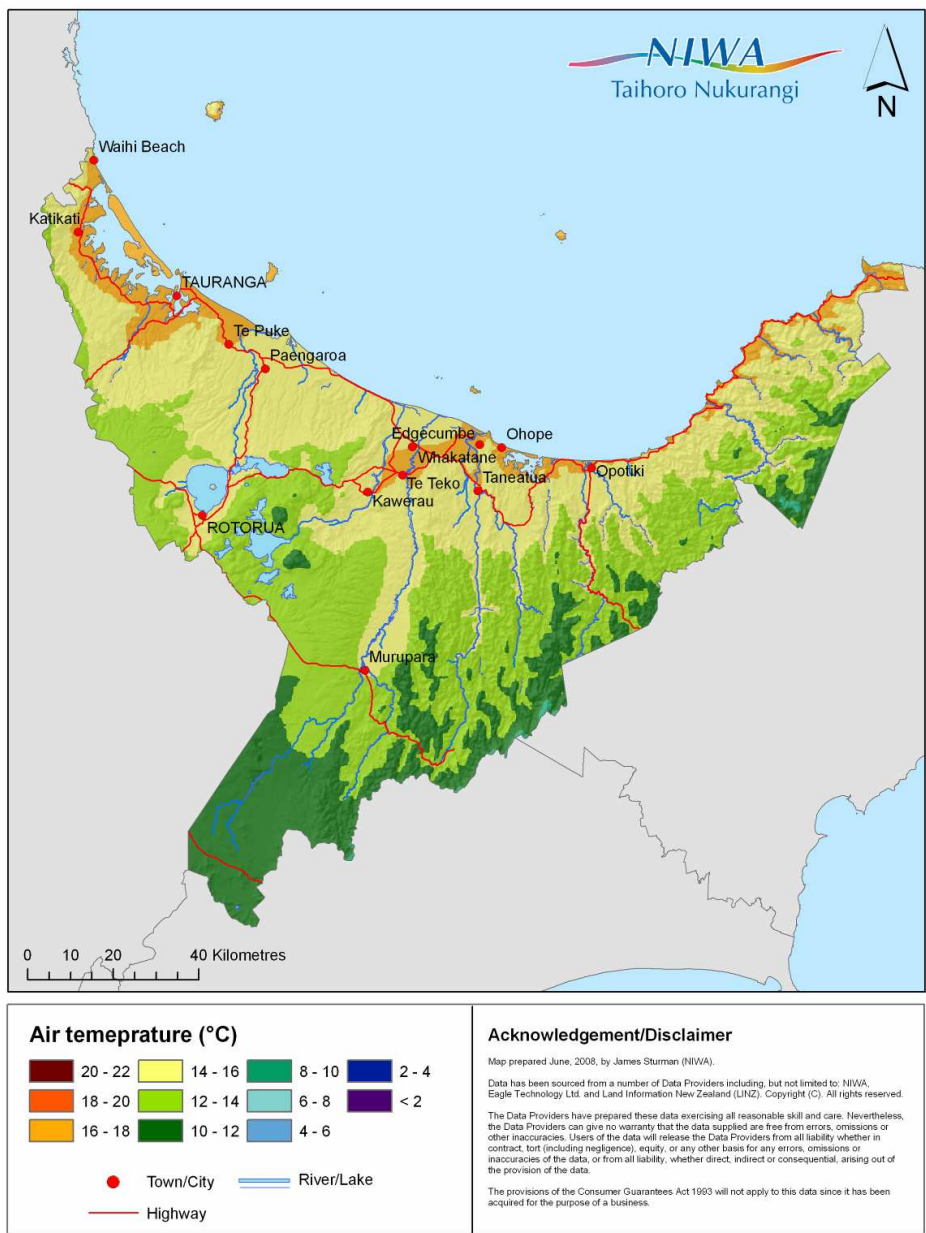 NIWA
Taihoro Nukurangi
N
Waihi Beach
Katikati
TAURANGA
Te Puke
Paengaroa
Edgecumbe
Ohope
Whakatane
Opotiki
Te Teko
Taneatua
Kawerau
ROTORUA
Murupara
0 10 20 40 Kilometres
Air temeprature (°C)
20 - 22 14 - 16 8 - 10 2 - 4
18 - 20 12 - 14 6 - 8 < 2
16 - 18 10 - 12 4 - 6
Town/City River/Lake
Highway
Acknowledgement/Disclaimer
Map prepared June, 2008, by James Sturman (NIWA).
Data has been sourced from a number of Data Providers including, but not limited to: NIWA,
Eagle Technology Ltd. and Land Information New Zealand (LINZ). Copyright (C). All rights reserved.
The Data Providers have prepared these data exercising all reasonable skill and care. Nevertheless,
the Data Providers can give no warranty that the data supplied are free from errors, omissions or
other inaccuracies. Users of the data will release the Data Providers from all liability whether in
contract, tort (including negligence), equity, or any other basis for any errors, omissions or
inaccuracies of the data, or from all liability, whether direct, indirect or consequential, arising out of
the provision of the data.
The provisions of the Consumer Guarantees Act 1993 will not apply to this data since it has been
acquired for the purpose of a business.